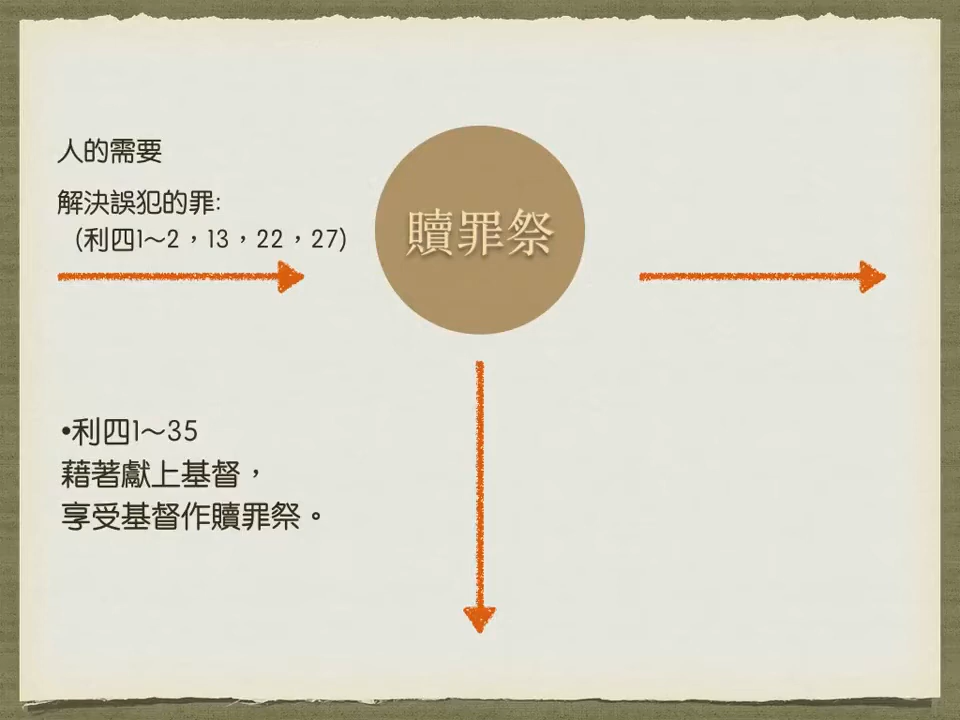 人的需要
解決誤犯的罪:
(利四1~2，13，22，27)
贖罪祭
•利四1~35
藉著獻上基督，
享受基督作贖罪祭。